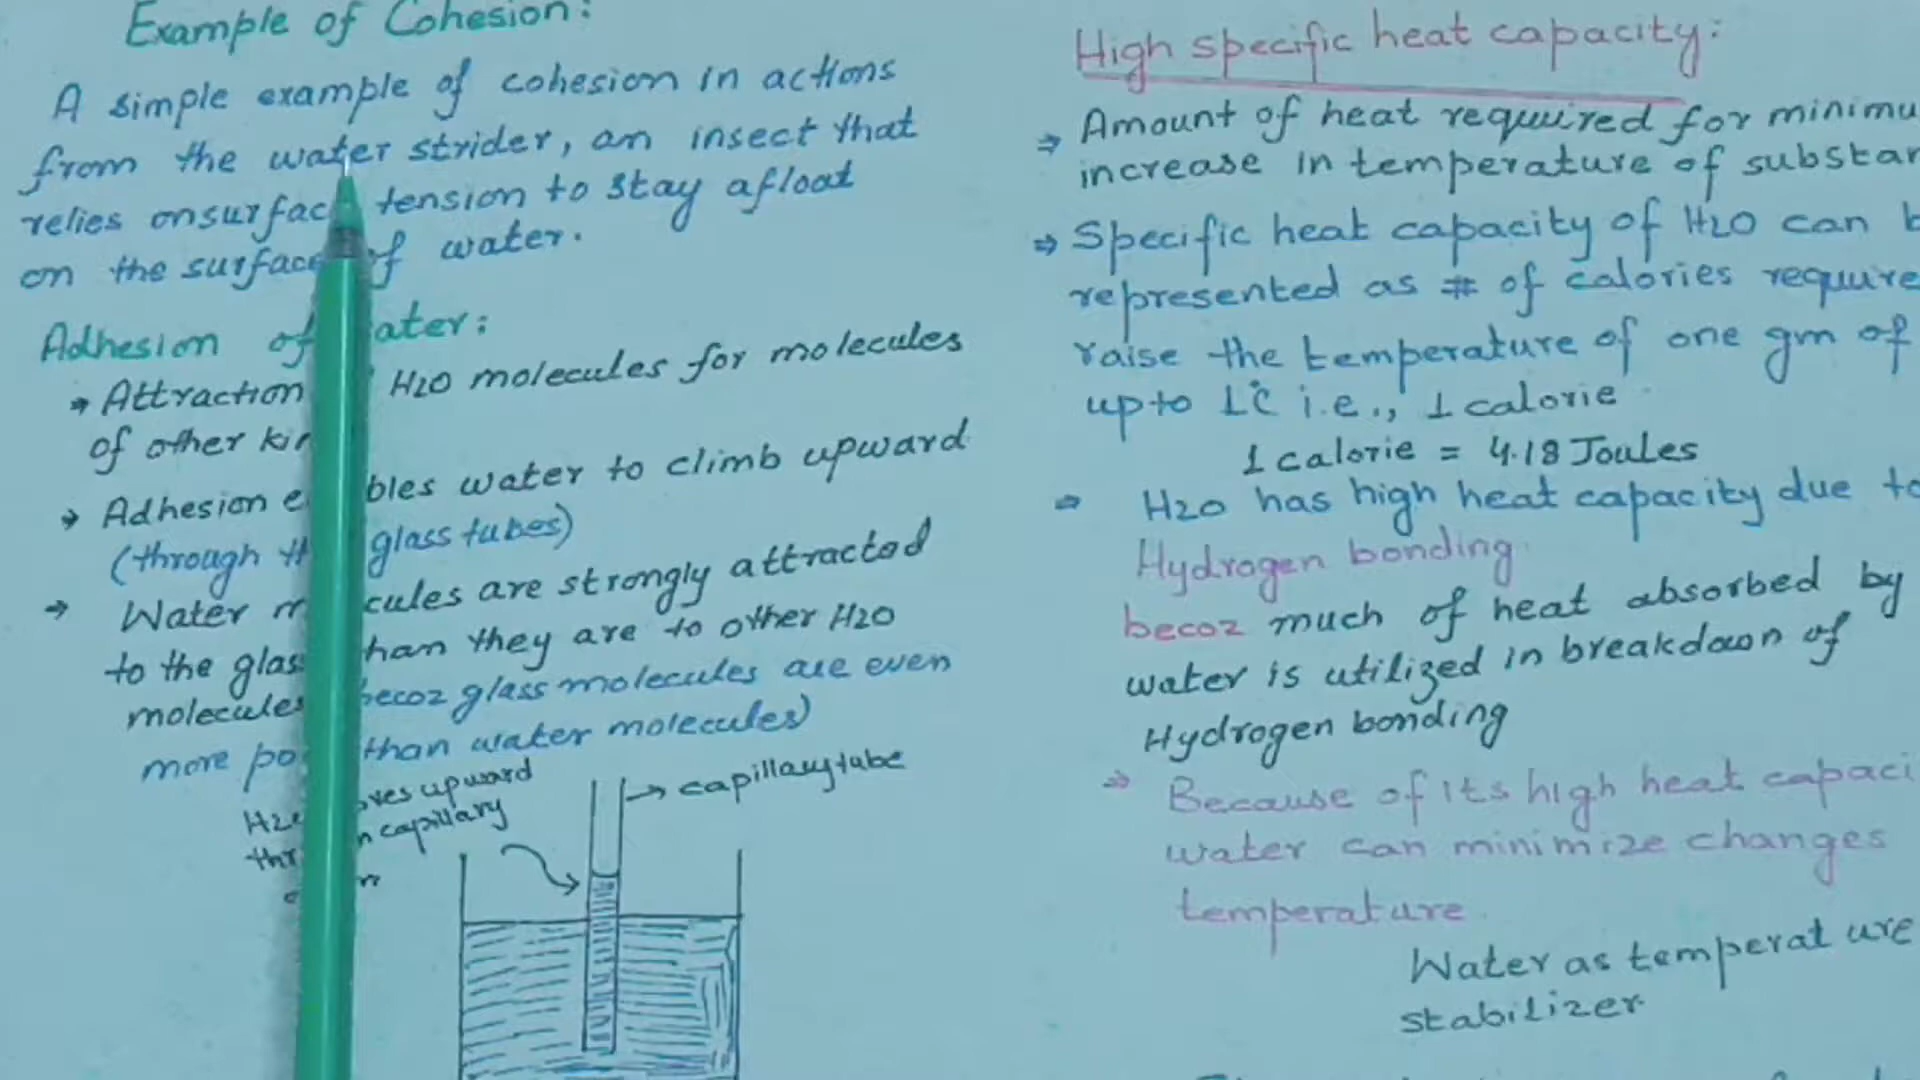 Example of Cohesion:
A simple example of cohesion in actions
from the water strider, an insect that
relies on surfac tension to stay afloat
on the surface of water.
Adhesion of ater:
→ Attraction H2O molecules for molecules
of other kin
→ Adhesion e bles water to climb upward
(through th glass tubes)
→ Water m cules are strongly attracted
to the glas han they are to other H2O
molecules becoz glass molecules are even
more po than water molecules)
H2O ves upward
thr n capillary
→ capillary tube
High specific heat capacity:
⇒ Amount of heat required for minimu
increase in temperature of substan
⇒ Specific heat capacity of H2O can b
represented as # of calories require
raise the temperature of one gm of
upto 1°C i.e., 1 calorie
1 calorie = 4.18 Joules
⇒ H2O has high heat capacity due to
Hydrogen bonding
becoz much of heat absorbed by
water is utilized in breakdown of
Hydrogen bonding
⇒ Because of its high heat capaci
water can minimize changes
temperature.
Water as temperature
stabilizer